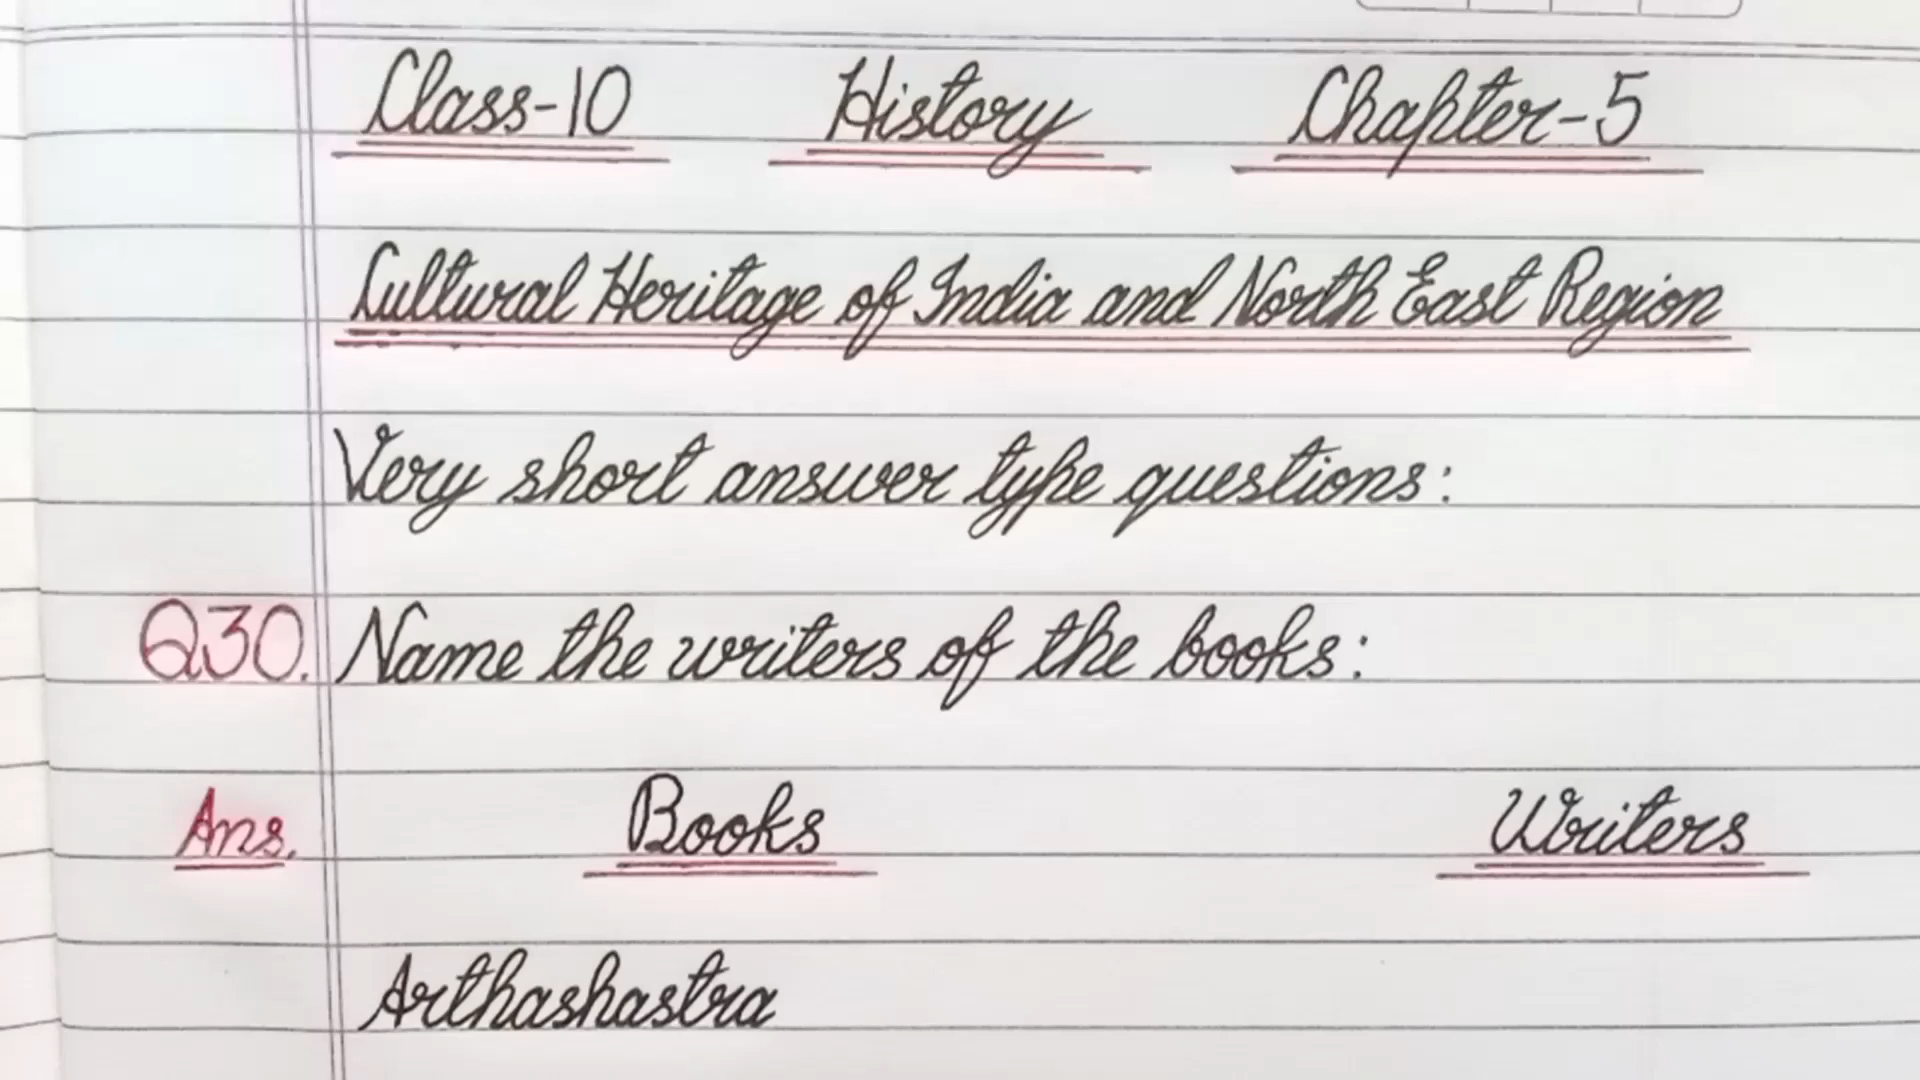 Class-10 History Chapter-5
Cultural Heritage of India and North East Region
Very short answer type questions:
Q30. Name the writers of the books:
Ans. Books Writers
Arthashastra